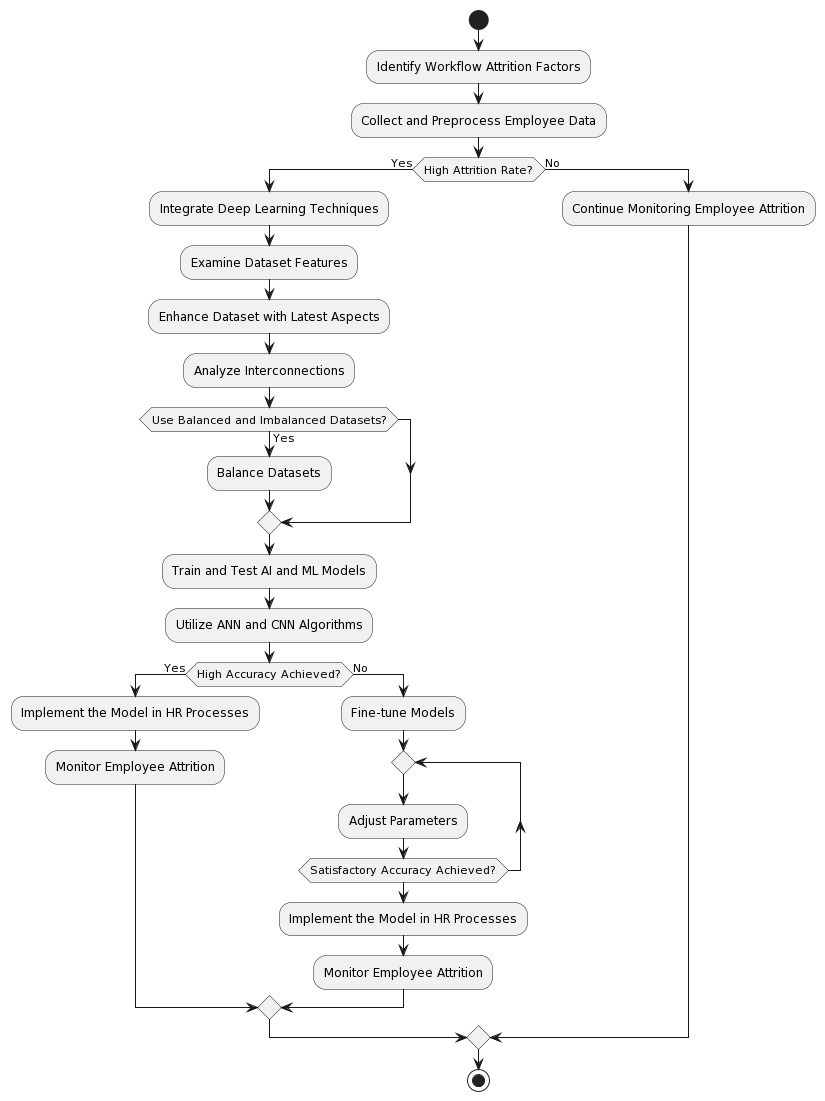 Identify Workflow Attrition Factors
Collect and Preprocess Employee Data
Yes
High Attrition Rate?
No
Integrate Deep Learning Techniques
Continue Monitoring Employee Attrition
Examine Dataset Features
Enhance Dataset with Latest Aspects
Analyze Interconnections
Use Balanced and Imbalanced Datasets?
Yes
Balance Datasets
Train and Test AI and ML Models
Utilize ANN and CNN Algorithms
Yes
High Accuracy Achieved?
No
Implement the Model in HR Processes
Fine-tune Models
Monitor Employee Attrition
Adjust Parameters
Satisfactory Accuracy Achieved?
Implement the Model in HR Processes
Monitor Employee Attrition